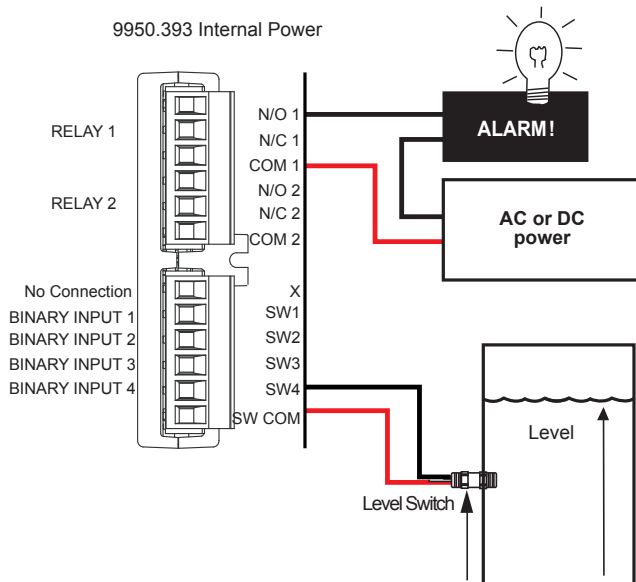 9950.393 Internal Power
RELAY 1
RELAY 2
N/O 1
N/C 1
COM 1
N/O 2
N/C 2
COM 2
ALARM!
AC or DC
power
No Connection
BINARY INPUT 1
BINARY INPUT 2
BINARY INPUT 3
BINARY INPUT 4
X
SW1
SW2
SW3
SW4
SW COM
Level
Level Switch